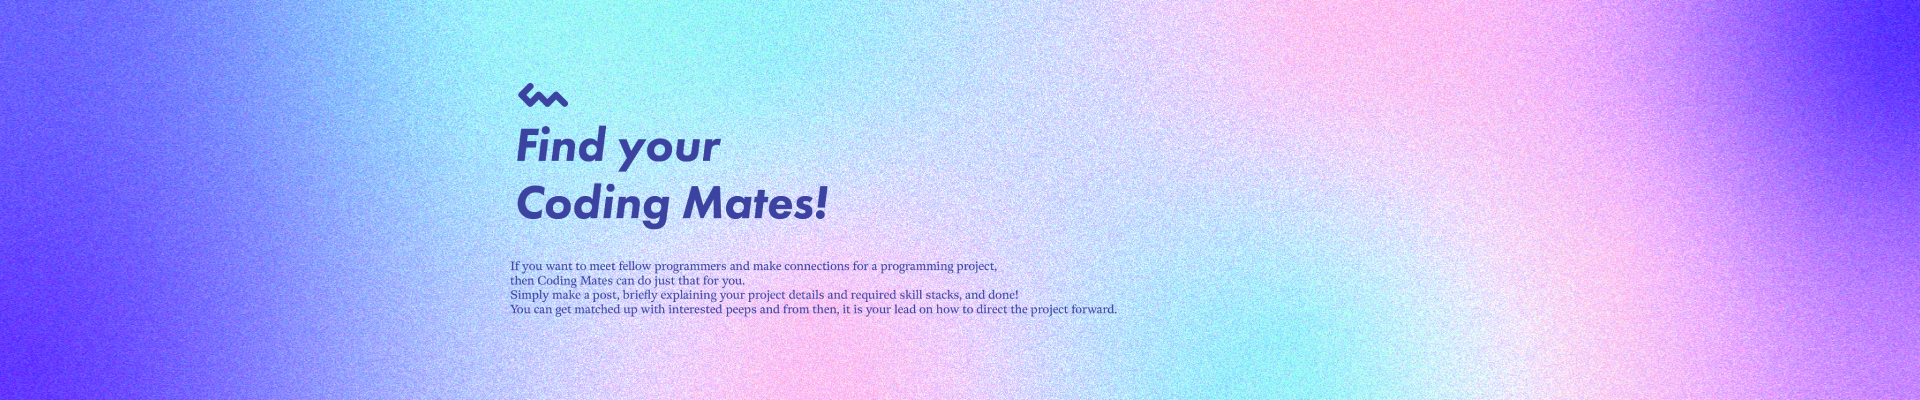 Find your
Coding Mates!
If you want to meet fellow programmers and make connections for a programming project,
then Coding Mates can do just that for you.
Simply make a post, briefly explaining your project details and required skill stacks, and done!
You can get matched up with interested peeps and from then, it is your lead on how to direct the project forward.